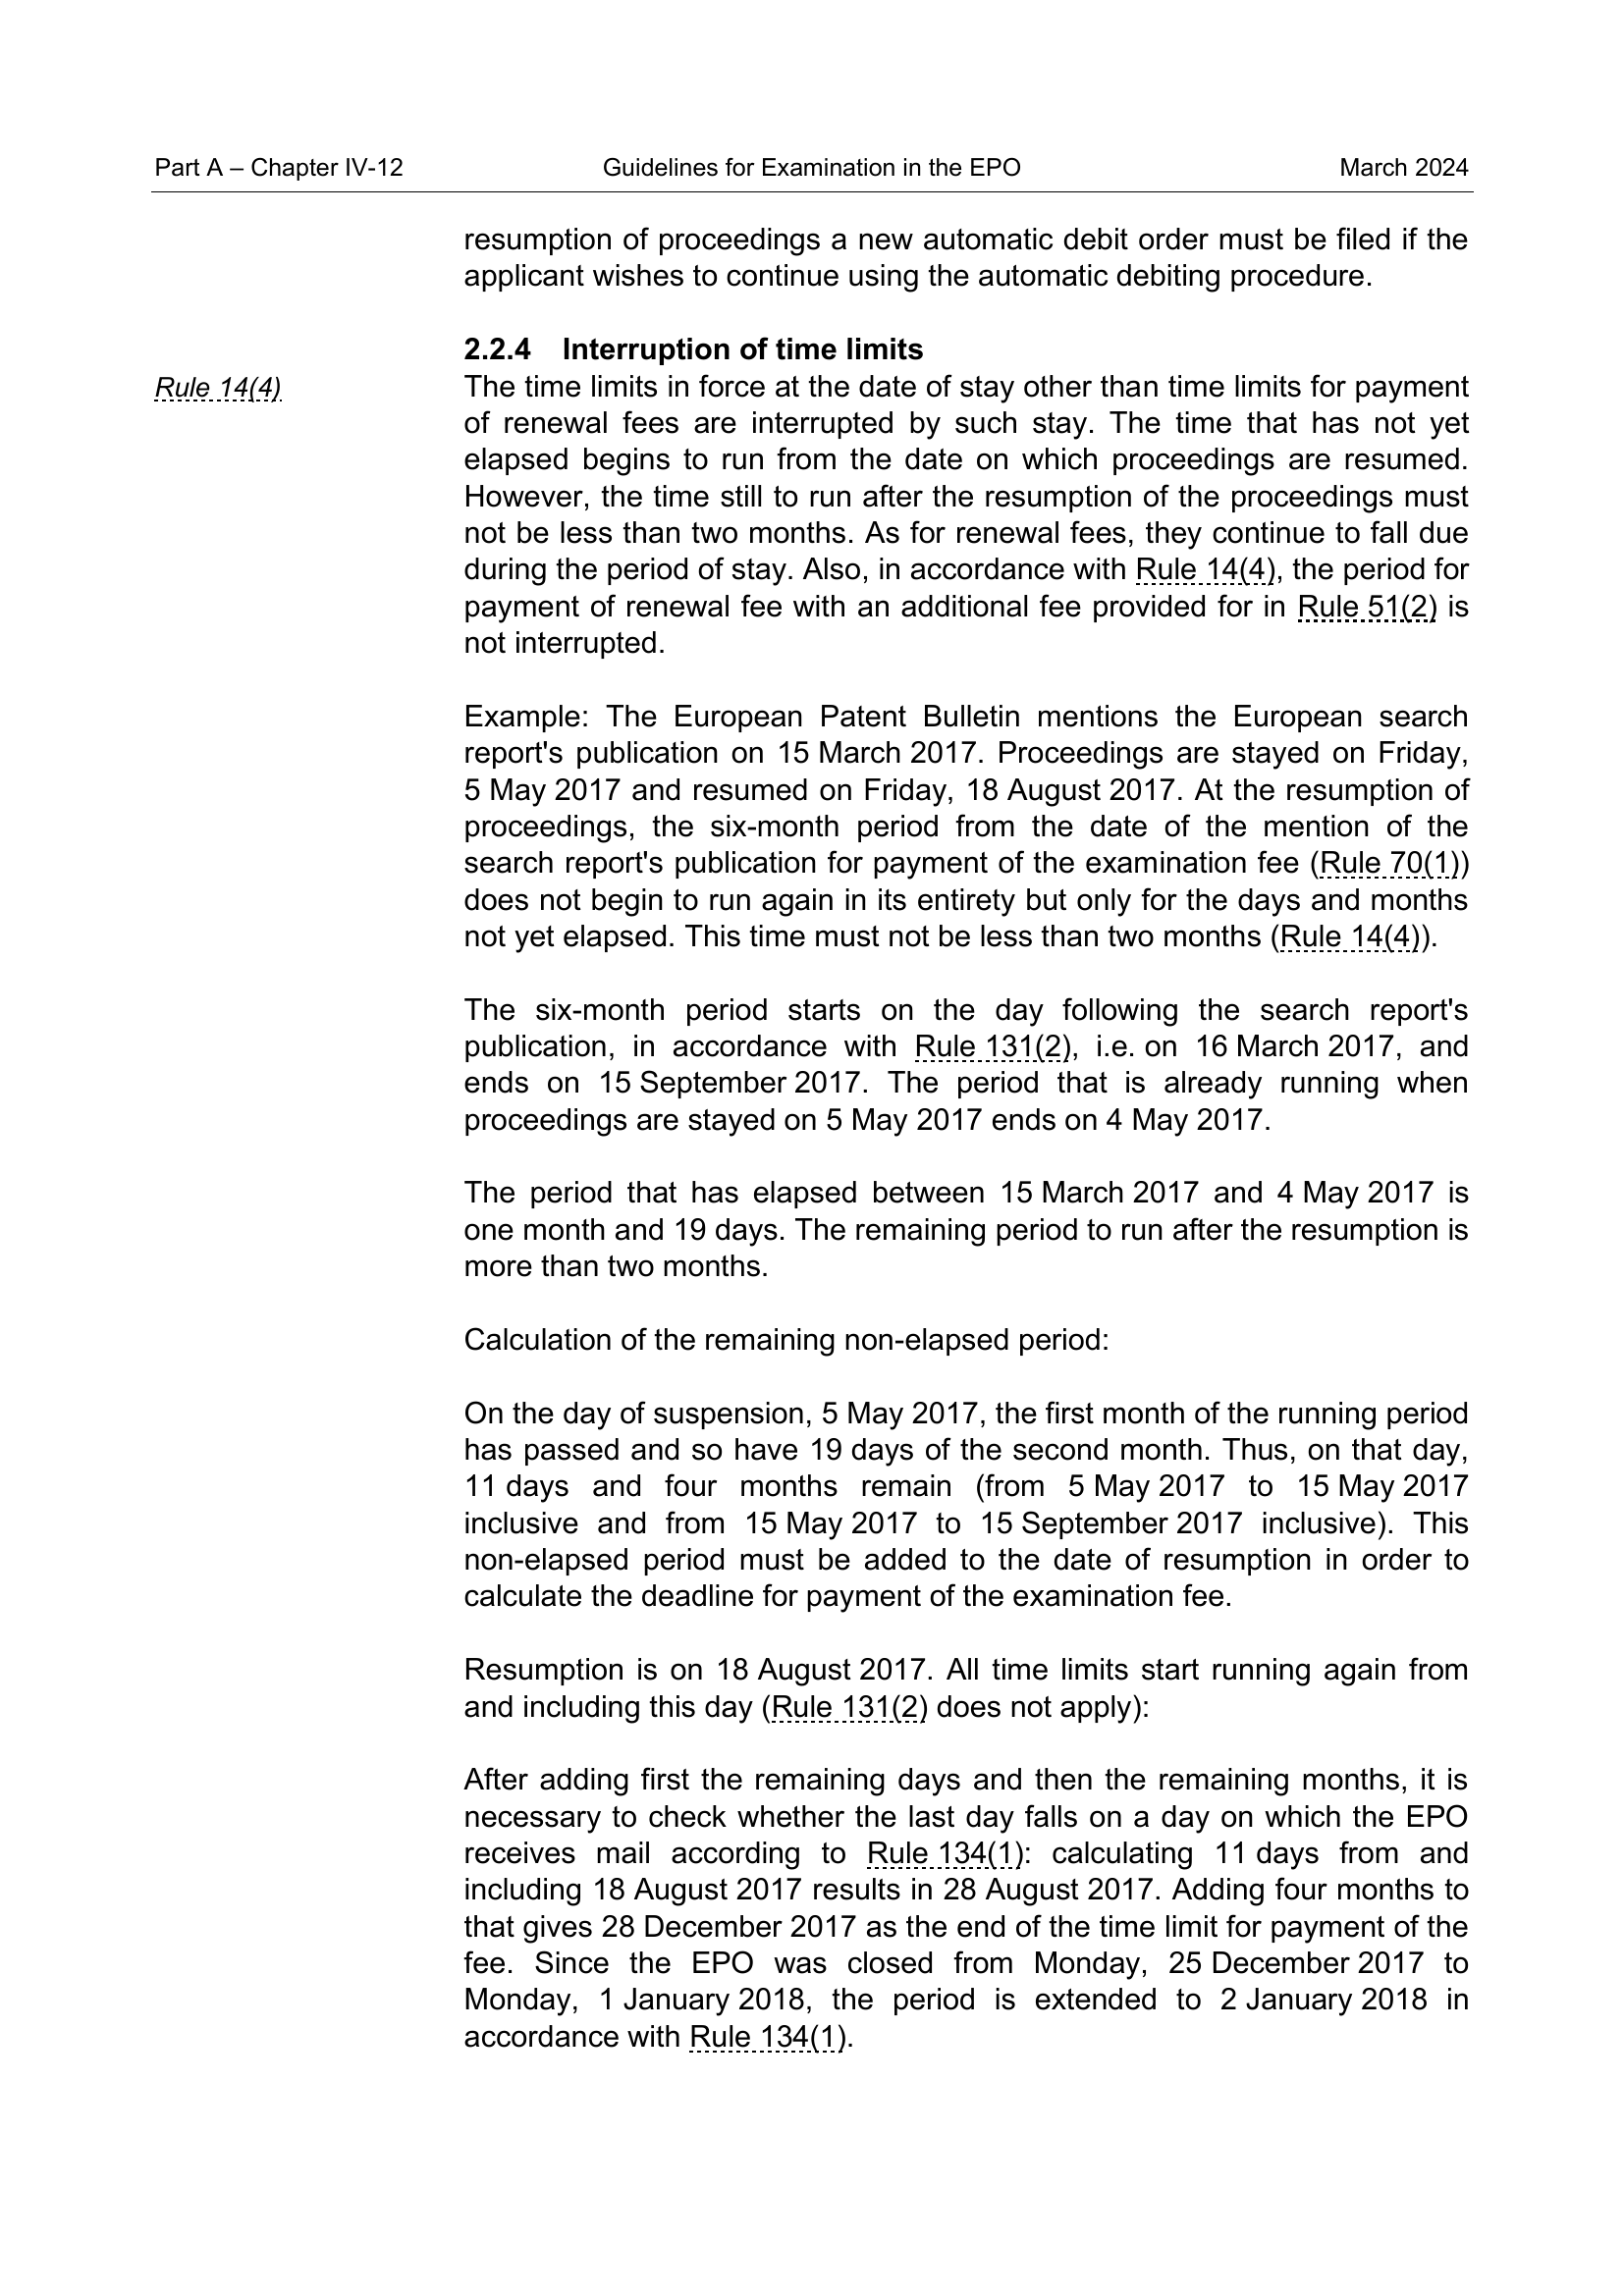 Part A – Chapter IV-12 Guidelines for Examination in the EPO March 2024
resumption of proceedings a new automatic debit order must be filed if the
applicant wishes to continue using the automatic debiting procedure.
2.2.4 Interruption of time limits
Rule 14(4)
The time limits in force at the date of stay other than time limits for payment
of renewal fees are interrupted by such stay. The time that has not yet
elapsed begins to run from the date on which proceedings are resumed.
However, the time still to run after the resumption of the proceedings must
not be less than two months. As for renewal fees, they continue to fall due
during the period of stay. Also, in accordance with Rule 14(4), the period for
payment of renewal fee with an additional fee provided for in Rule 51(2) is
not interrupted.
Example: The European Patent Bulletin mentions the European search
report's publication on 15 March 2017. Proceedings are stayed on Friday,
5 May 2017 and resumed on Friday, 18 August 2017. At the resumption of
proceedings, the six-month period from the date of the mention of the
search report's publication for payment of the examination fee (Rule 70(1))
does not begin to run again in its entirety but only for the days and months
not yet elapsed. This time must not be less than two months (Rule 14(4)).
The six-month period starts on the day following the search report's
publication, in accordance with Rule 131(2), i.e. on 16 March 2017, and
ends on 15 September 2017. The period that is already running when
proceedings are stayed on 5 May 2017 ends on 4 May 2017.
The period that has elapsed between 15 March 2017 and 4 May 2017 is
one month and 19 days. The remaining period to run after the resumption is
more than two months.
Calculation of the remaining non-elapsed period:
On the day of suspension, 5 May 2017, the first month of the running period
has passed and so have 19 days of the second month. Thus, on that day,
11 days and four months remain (from 5 May 2017 to 15 May 2017
inclusive and from 15 May 2017 to 15 September 2017 inclusive). This
non-elapsed period must be added to the date of resumption in order to
calculate the deadline for payment of the examination fee.
Resumption is on 18 August 2017. All time limits start running again from
and including this day (Rule 131(2) does not apply):
After adding first the remaining days and then the remaining months, it is
necessary to check whether the last day falls on a day on which the EPO
receives mail according to Rule 134(1): calculating 11 days from and
including 18 August 2017 results in 28 August 2017. Adding four months to
that gives 28 December 2017 as the end of the time limit for payment of the
fee. Since the EPO was closed from Monday, 25 December 2017 to
Monday, 1 January 2018, the period is extended to 2 January 2018 in
accordance with Rule 134(1).